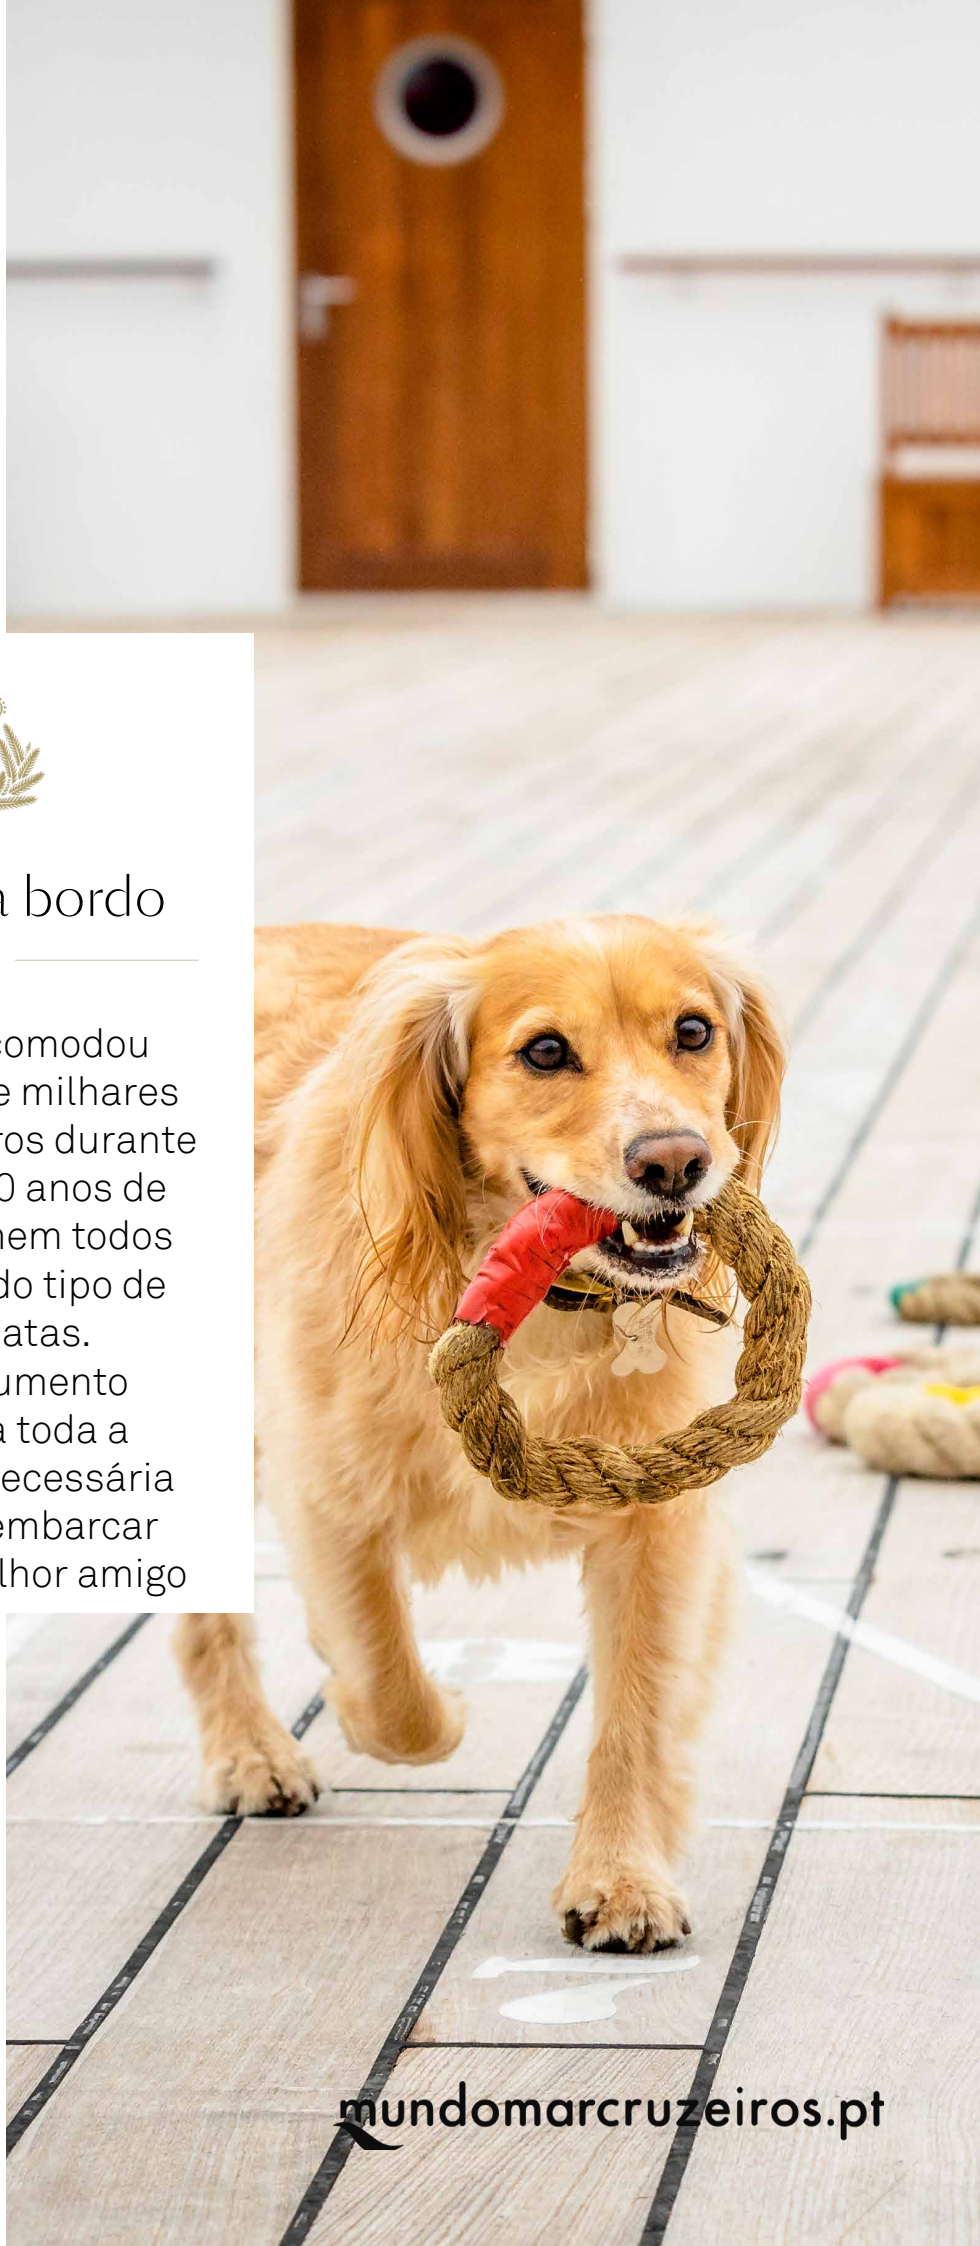 a bordo
comodou
e milhares
ros durante
0 anos de
nem todos
do tipo de
atas.
umento
a toda a
ecessária
embarcar
lhor amigo
mundomarcruzeiros.pt